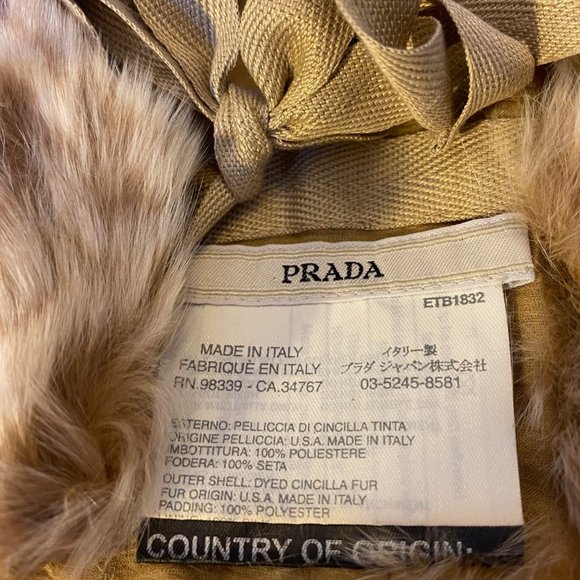 PRADA
ETB1832
MADE IN ITALY イタリー製
FABRIQUÉ EN ITALY プラダ ジャパン株式会社
RN.98339 - CA.34767 03-5245-8581
ESTERNO: PELLICCIA DI CINCILLA TINTA
ORIGINE PELLICCIA: U.S.A. MADE IN ITALY
IMBOTTITURA: 100% POLIESTERE
FODERA: 100% SETA
OUTER SHELL: DYED CINCILLA FUR
FUR ORIGIN: U.S.A. MADE IN ITALY
PADDING: 100% POLYESTER
COUNTRY OF ORIGIN: